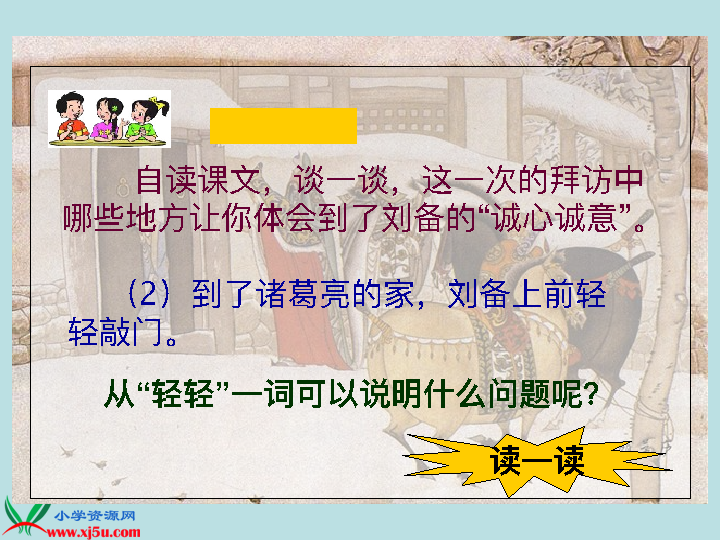 自读课文，谈一谈，这一次的拜访中
哪些地方让你体会到了刘备的“诚心诚意”。
（2）到了诸葛亮的家，刘备上前轻
轻敲门。
从“轻轻”一词可以说明什么问题呢？
读一读
小学资源网
www.xj5u.com